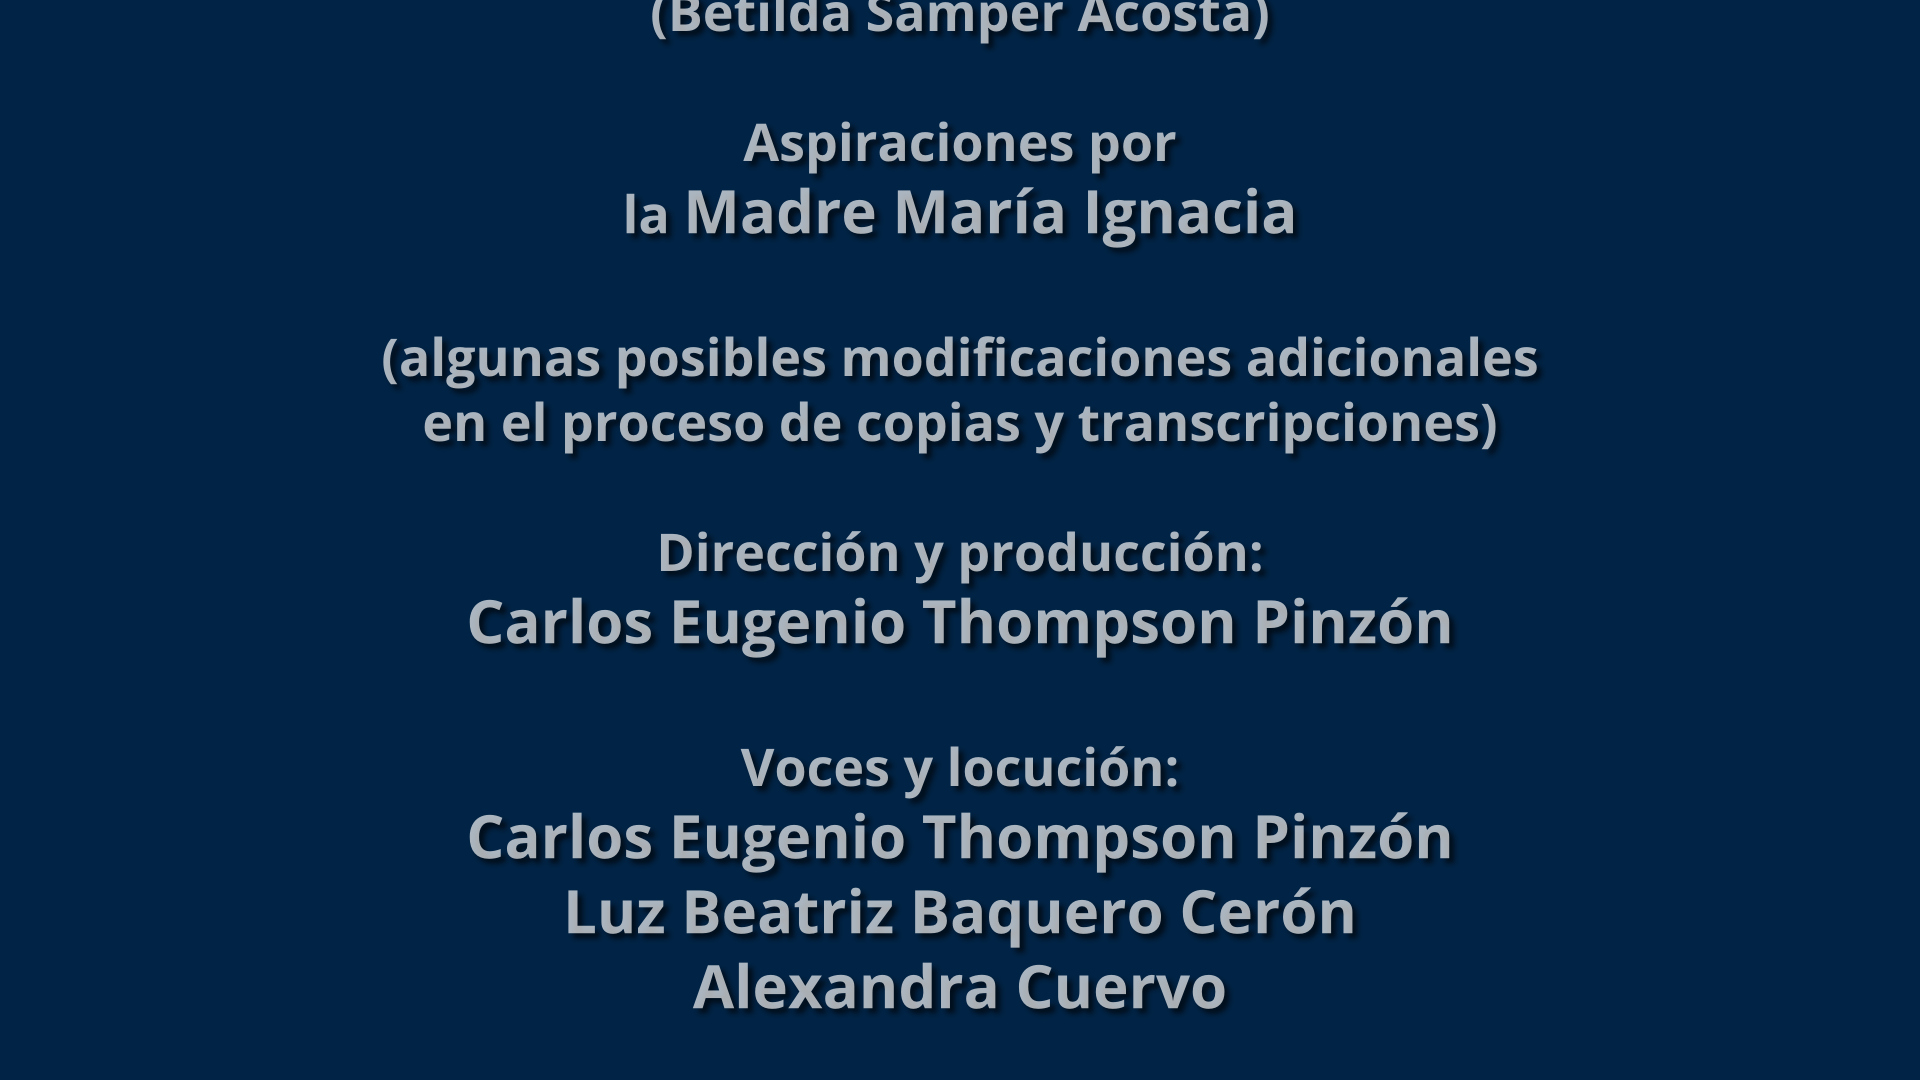 (Betilda Samper Acosta)
Aspiraciones por
la Madre María Ignacia
(algunas posibles modificaciones adicionales
en el proceso de copias y transcripciones)
Dirección y producción:
Carlos Eugenio Thompson Pinzón
Voces y locución:
Carlos Eugenio Thompson Pinzón
Luz Beatriz Baquero Cerón
Alexandra Cuervo